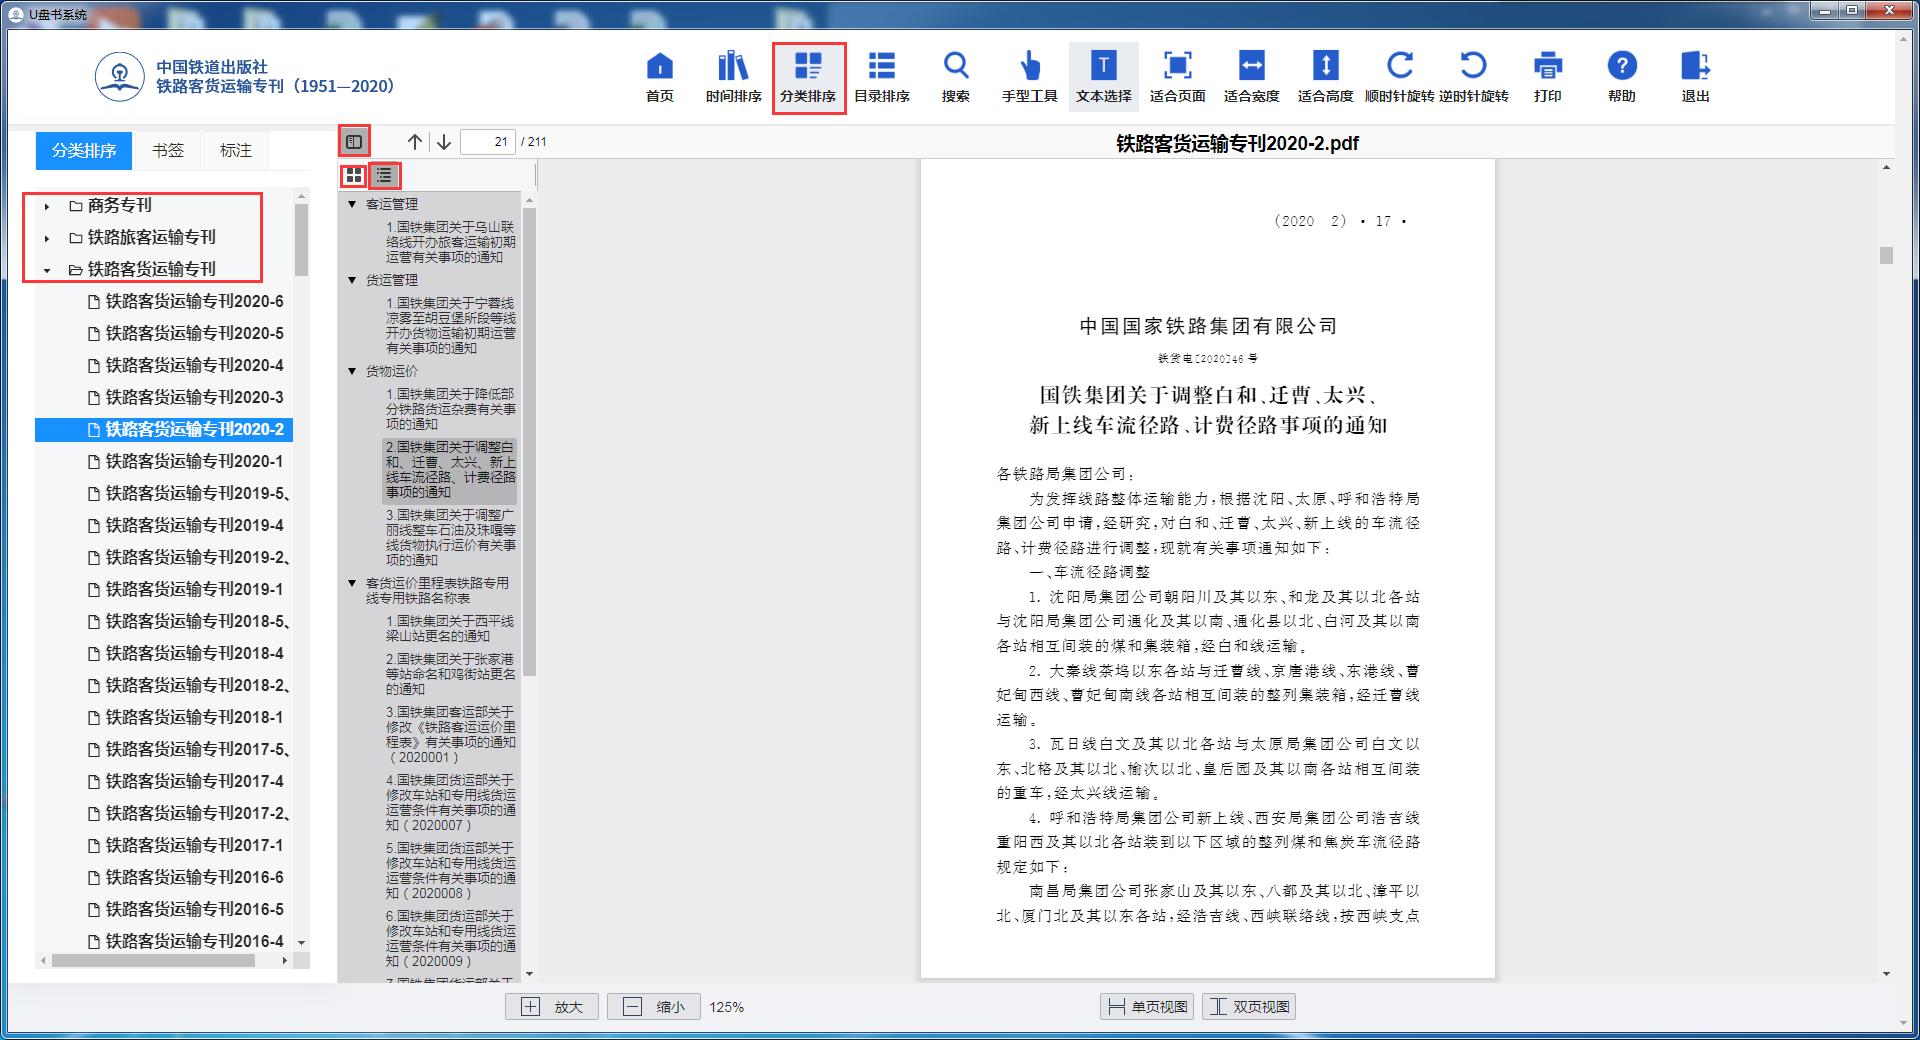 U盘书系统
中国铁道出版社
铁路客货运输专刊（1951—2020）
首页
时间排序
分类排序
目录排序
搜索
手型工具
T
文本选择
适合页面
适合宽度
适合高度
顺时针旋转
逆时针旋转
打印
帮助
退出
分类排序
书签
标注
商务专刊
铁路旅客运输专刊
铁路客货运输专刊
铁路客货运输专刊2020-6
铁路客货运输专刊2020-5
铁路客货运输专刊2020-4
铁路客货运输专刊2020-3
铁路客货运输专刊2020-2
铁路客货运输专刊2020-1
铁路客货运输专刊2019-5、
铁路客货运输专刊2019-4
铁路客货运输专刊2019-2、
铁路客货运输专刊2019-1
铁路客货运输专刊2018-5、
铁路客货运输专刊2018-4
铁路客货运输专刊2018-2、
铁路客货运输专刊2018-1
铁路客货运输专刊2017-5、
铁路客货运输专刊2017-4
铁路客货运输专刊2017-2、
铁路客货运输专刊2017-1
铁路客货运输专刊2016-6
铁路客货运输专刊2016-5
铁路客货运输专刊2016-4
21 / 211
铁路客货运输专刊2020-2.pdf
客运管理
1.国铁集团关于乌山联
络线开办旅客运输初期
运营有关事项的通知
货运管理
1.国铁集团关于宁蓉线
凉雾至胡豆堡所段等线
开办货物运输初期运营
有关事项的通知
货物运价
1.国铁集团关于降低部
分铁路货运杂费有关事
项的通知
2.国铁集团关于调整白
和、迁曹、太兴、新上
线车流径路、计费径路
事项的通知
3.国铁集团关于调整广
丽线整车石油及珠嘎等
线货物执行运价有关事
项的通知
客货运价里程表铁路专用
线专用铁路名称表
1.国铁集团关于西平线
梁山站更名的通知
2.国铁集团关于张家港
等站命名和鸡街站更名
的通知
3.国铁集团客运部关于
修改《铁路客运运价里
程表》有关事项的通知
（2020001）
4.国铁集团货运部关于
修改车站和专用线货运
运营条件有关事项的通
知（2020007）
5.国铁集团货运部关于
修改车站和专用线货运
运营条件有关事项的通
知（2020008）
6.国铁集团货运部关于
修改车站和专用线货运
运营条件有关事项的通
知（2020009）
7.国铁集团货运部关于
（2020 2）• 17 •
中国国家铁路集团有限公司
铁货电〔2020〕46 号
国铁集团关于调整白和、迁曹、太兴、
新上线车流径路、计费径路事项的通知
各铁路局集团公司：
为发挥线路整体运输能力，根据沈阳、太原、呼和浩特局
集团公司申请，经研究，对白和、迁曹、太兴、新上线的车流径
路、计费径路进行调整，现就有关事项通知如下：
一、车流径路调整
1. 沈阳局集团公司朝阳川及其以东、和龙及其以北各站
与沈阳局集团公司通化及其以南、通化县以北、白河及其以南
各站相互间装的煤和集装箱，经白和线运输。
2. 大秦线茶坞以东各站与迁曹线、京唐港线、东港线、曹
妃甸西线、曹妃甸南线各站相互间装的整列集装箱，经迁曹线
运输。
3. 瓦日线白文及其以北各站与太原局集团公司白文以
东、北格及其以北、榆次以北、皇后园及其以南各站相互间装
的重车，经太兴线运输。
4. 呼和浩特局集团公司新上线、西安局集团公司浩吉线
重阳西及其以北各站装到以下区域的整列煤和焦炭车流径路
规定如下：
南昌局集团公司张家山及其以东、八都及其以北、漳平以
北、厦门北及其以东各站，经浩吉线、西峡联络线，按西峡支点
放大
缩小
125%
单页视图
双页视图